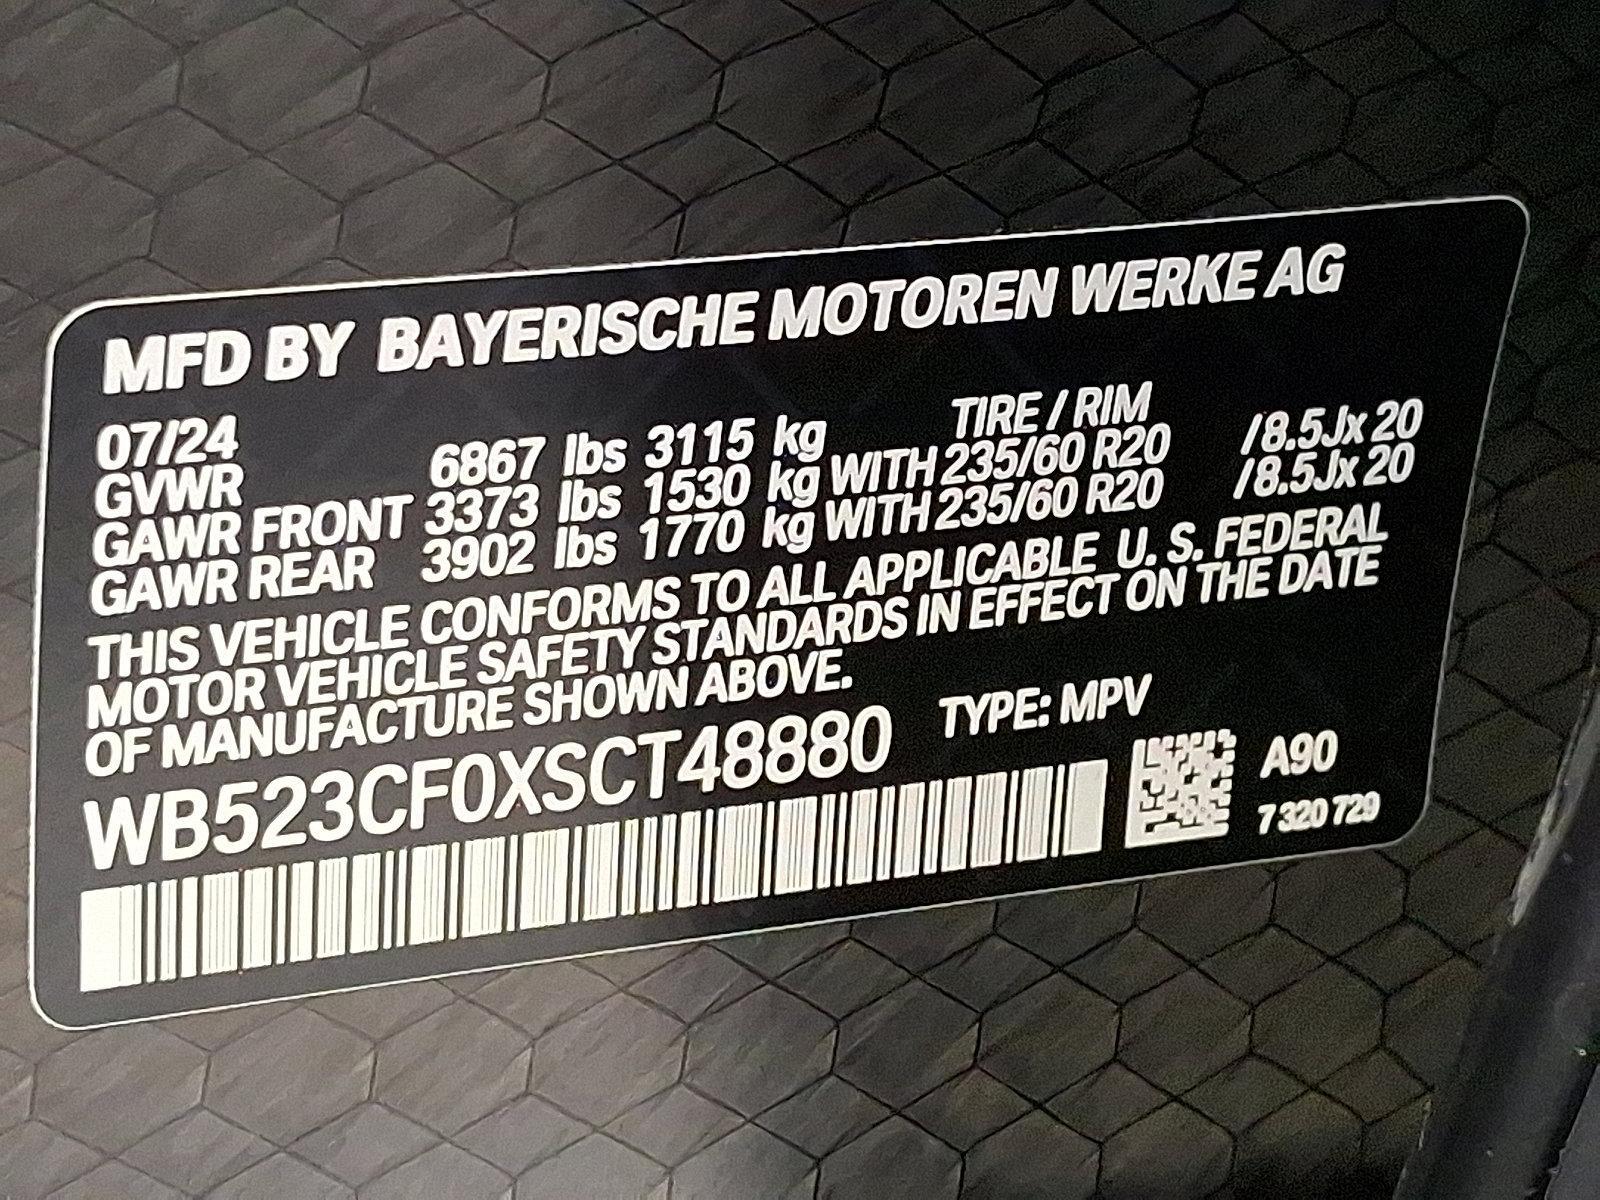 MFD BY BAYERISCHE MOTOREN WERKE AG
07/24 TIRE / RIM
GVWR 6867 lbs 3115 kg
GAWR FRONT 3373 lbs 1530 kg WITH 235/60 R20 /8.5Jx 20
GAWR REAR 3902 lbs 1770 kg WITH 235/60 R20 /8.5Jx 20
THIS VEHICLE CONFORMS TO ALL APPLICABLE U. S. FEDERAL
MOTOR VEHICLE SAFETY STANDARDS IN EFFECT ON THE DATE
OF MANUFACTURE SHOWN ABOVE.
WB523CF0XSCT48880 TYPE: MPV
A90
7 320 729